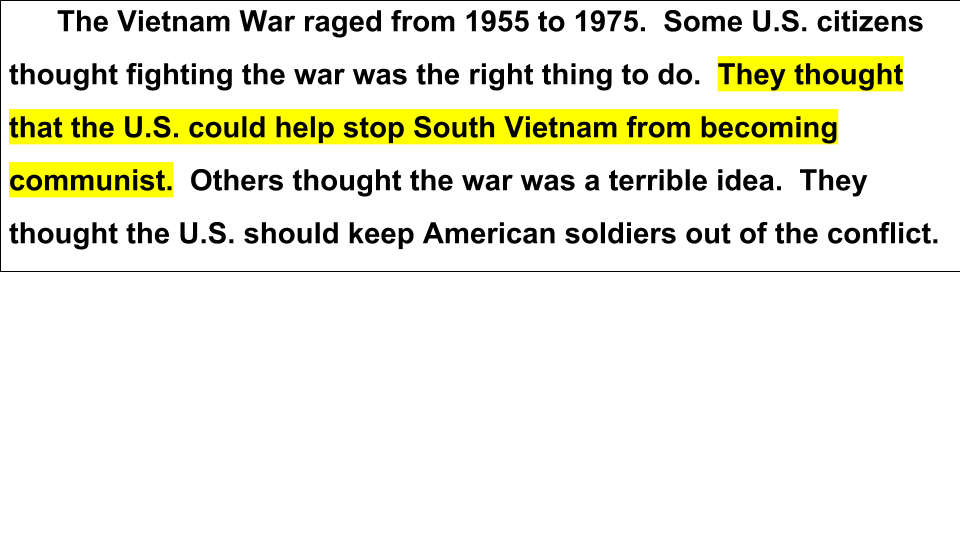 The Vietnam War raged from 1955 to 1975.  Some U.S. citizens
thought fighting the war was the right thing to do.  They thought
that the U.S. could help stop South Vietnam from becoming
communist.  Others thought the war was a terrible idea.  They
thought the U.S. should keep American soldiers out of the conflict.